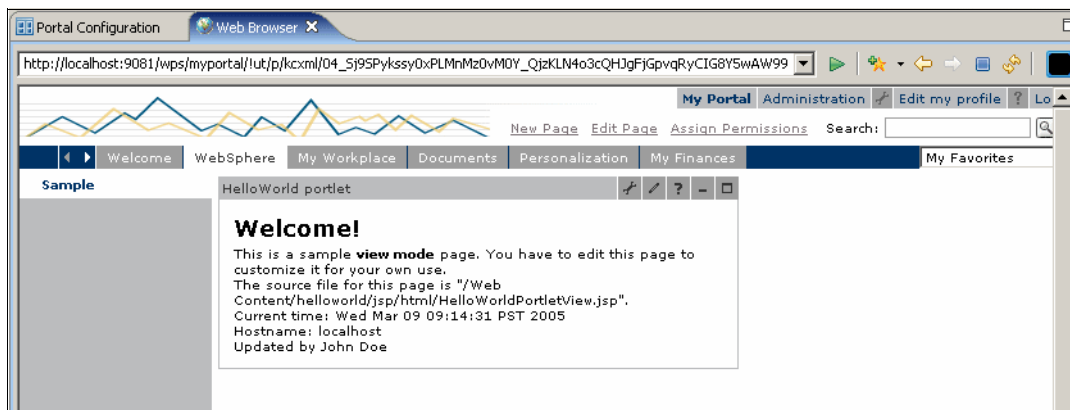 Portal Configuration Web Browser
http://localhost:9081/wps/myportal/!ut/p/kcxml/04_Sj9SPykssy0xPLMnMz0vM0Y_QjzKLN4o3cQHJgFjGpvqRyCIG8Y5wAW99
My Portal Administration Edit my profile ? Lo
New Page Edit Page Assign Permissions Search:
Welcome WebSphere My Workplace Documents Personalization My Finances My Favorites
Sample
HelloWorld portlet ?
Welcome!
This is a sample view mode page. You have to edit this page to
customize it for your own use.
The source file for this page is "/Web
Content/helloworld/jsp/html/HelloWorldPortletView.jsp".
Current time: Wed Mar 09 09:14:31 PST 2005
Hostname: localhost
Updated by John Doe